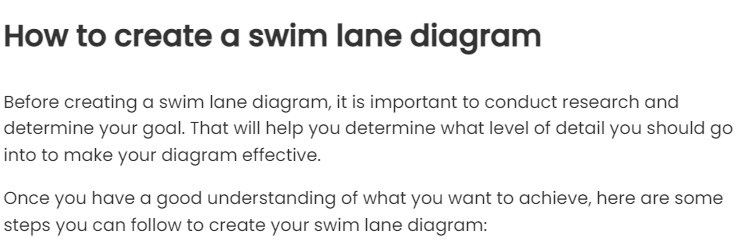 How to create a swim lane diagram
Before creating a swim lane diagram, it is important to conduct research and
determine your goal. That will help you determine what level of detail you should go
into to make your diagram effective.
Once you have a good understanding of what you want to achieve, here are some
steps you can follow to create your swim lane diagram: